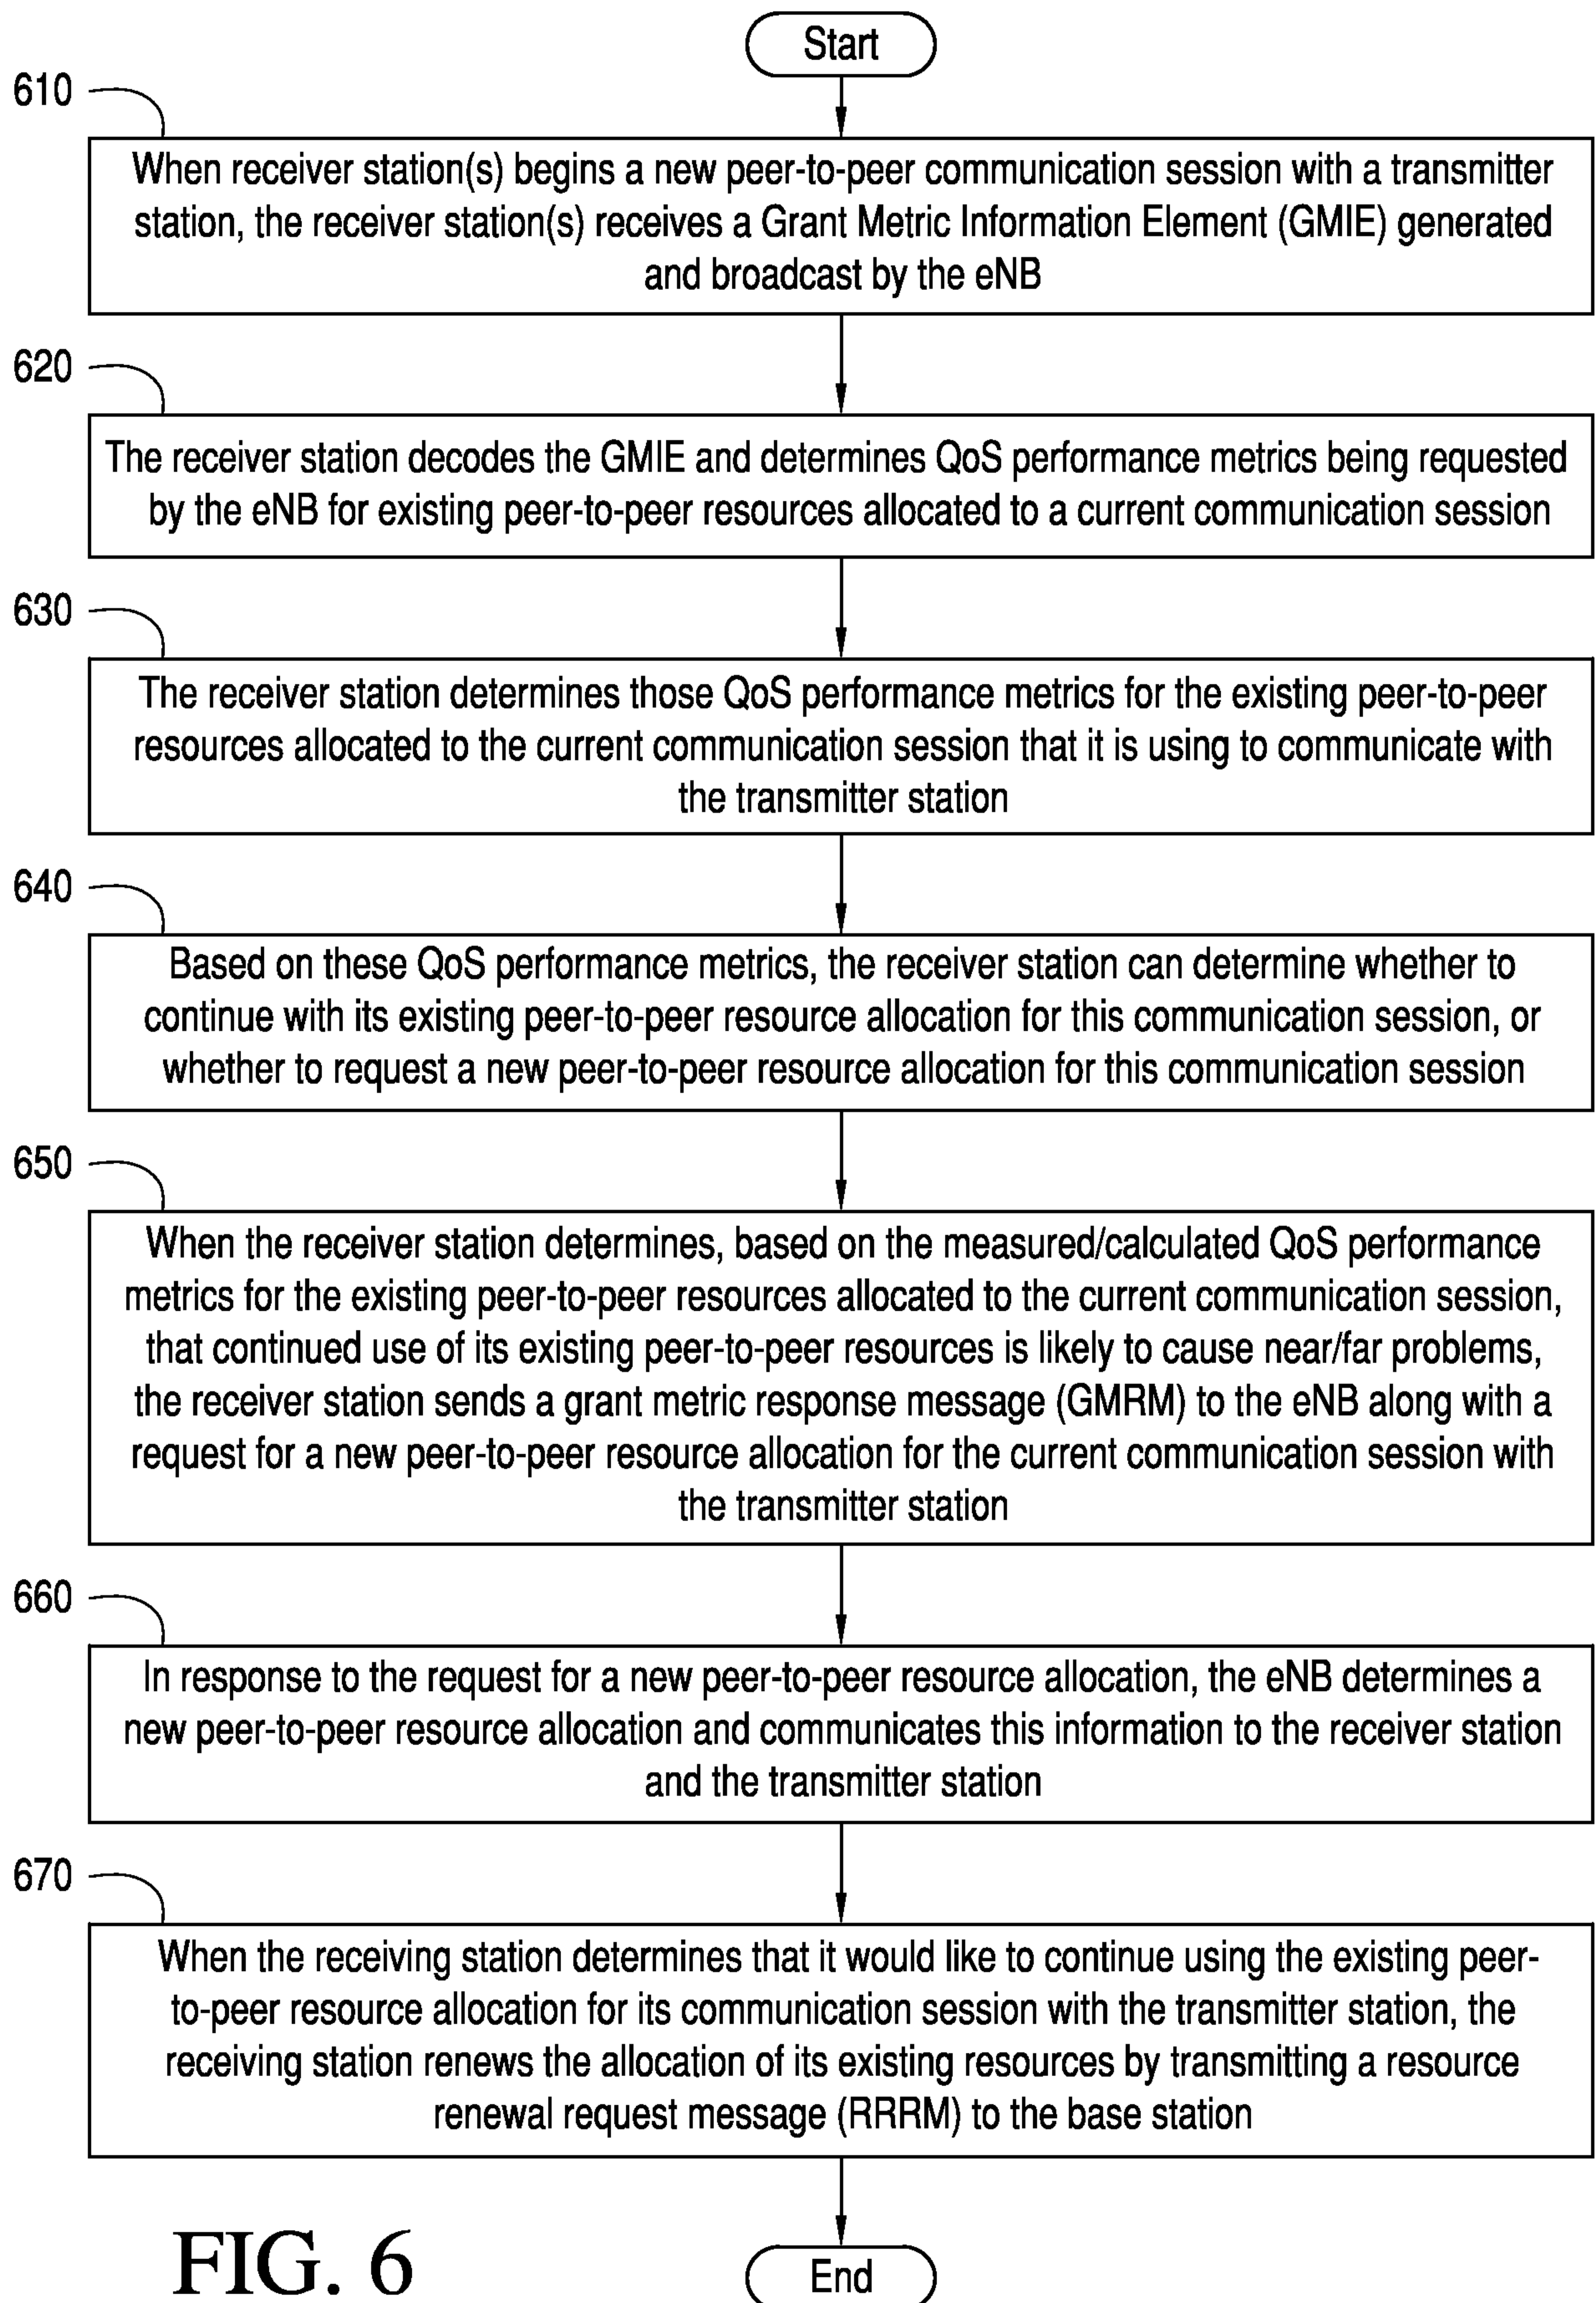 Start
610
When receiver station(s) begins a new peer-to-peer communication session with a transmitter
station, the receiver station(s) receives a Grant Metric Information Element (GMIE) generated
and broadcast by the eNB
620
The receiver station decodes the GMIE and determines QoS performance metrics being requested
by the eNB for existing peer-to-peer resources allocated to a current communication session
630
The receiver station determines those QoS performance metrics for the existing peer-to-peer
resources allocated to the current communication session that it is using to communicate with
the transmitter station
640
Based on these QoS performance metrics, the receiver station can determine whether to
continue with its existing peer-to-peer resource allocation for this communication session, or
whether to request a new peer-to-peer resource allocation for this communication session
650
When the receiver station determines, based on the measured/calculated QoS performance
metrics for the existing peer-to-peer resources allocated to the current communication session,
that continued use of its existing peer-to-peer resources is likely to cause near/far problems,
the receiver station sends a grant metric response message (GMRM) to the eNB along with a
request for a new peer-to-peer resource allocation for the current communication session with
the transmitter station
660
In response to the request for a new peer-to-peer resource allocation, the eNB determines a
new peer-to-peer resource allocation and communicates this information to the receiver station
and the transmitter station
670
When the receiving station determines that it would like to continue using the existing peer-
to-peer resource allocation for its communication session with the transmitter station, the
receiving station renews the allocation of its existing resources by transmitting a resource
renewal request message (RRRM) to the base station
FIG. 6
End